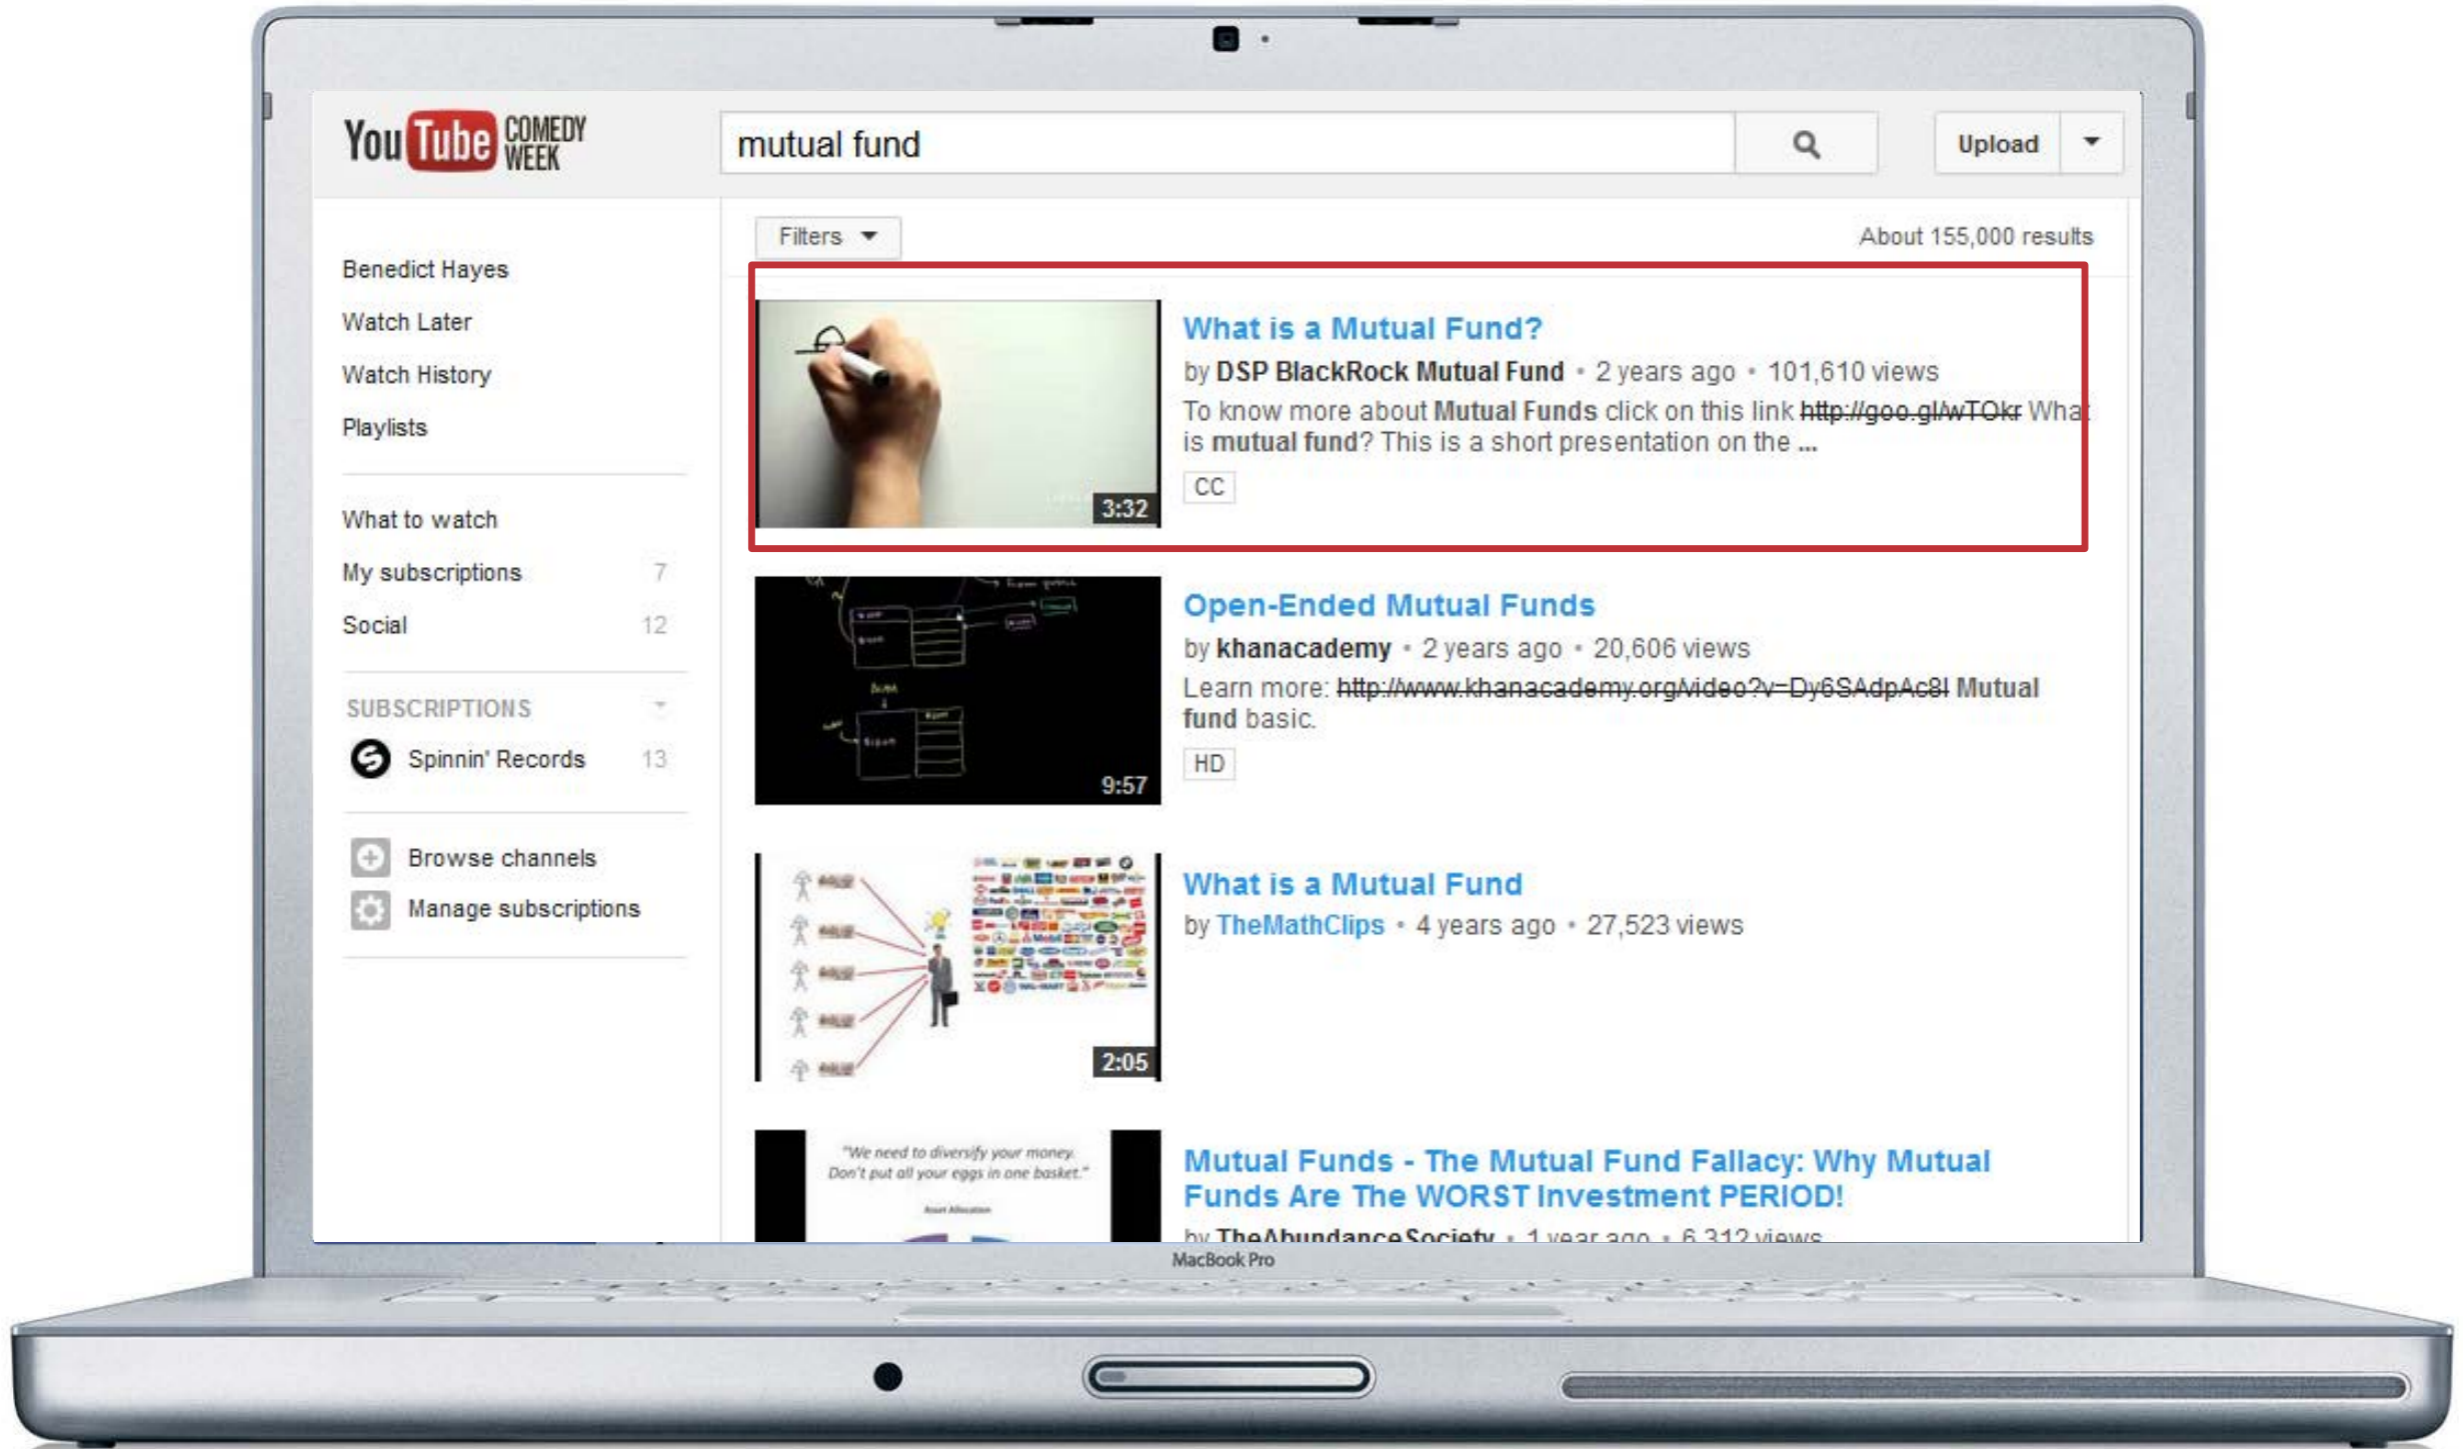 YouTube COMEDY WEEK
mutual fund
Upload
Filters
About 155,000 results
Benedict Hayes
Watch Later
Watch History
Playlists
What to watch
My subscriptions 7
Social 12
SUBSCRIPTIONS
Spinnin' Records 13
Browse channels
Manage subscriptions
3:32
What is a Mutual Fund?
by DSP BlackRock Mutual Fund • 2 years ago • 101,610 views
To know more about Mutual Funds click on this link http://goo.gl/wTOkr What
is mutual fund? This is a short presentation on the ...
CC
9:57
Open-Ended Mutual Funds
by khanacademy • 2 years ago • 20,606 views
Learn more: http://www.khanacademy.org/video?v=Dy6SAdpAc8I Mutual
fund basic.
HD
2:05
What is a Mutual Fund
by TheMathClips • 4 years ago • 27,523 views
"We need to diversify your money.
Don't put all your eggs in one basket."
Asset Allocation
Mutual Funds - The Mutual Fund Fallacy: Why Mutual
Funds Are The WORST Investment PERIOD!
by TheAbundanceSociety • 1 year ago • 6,312 views
MacBook Pro